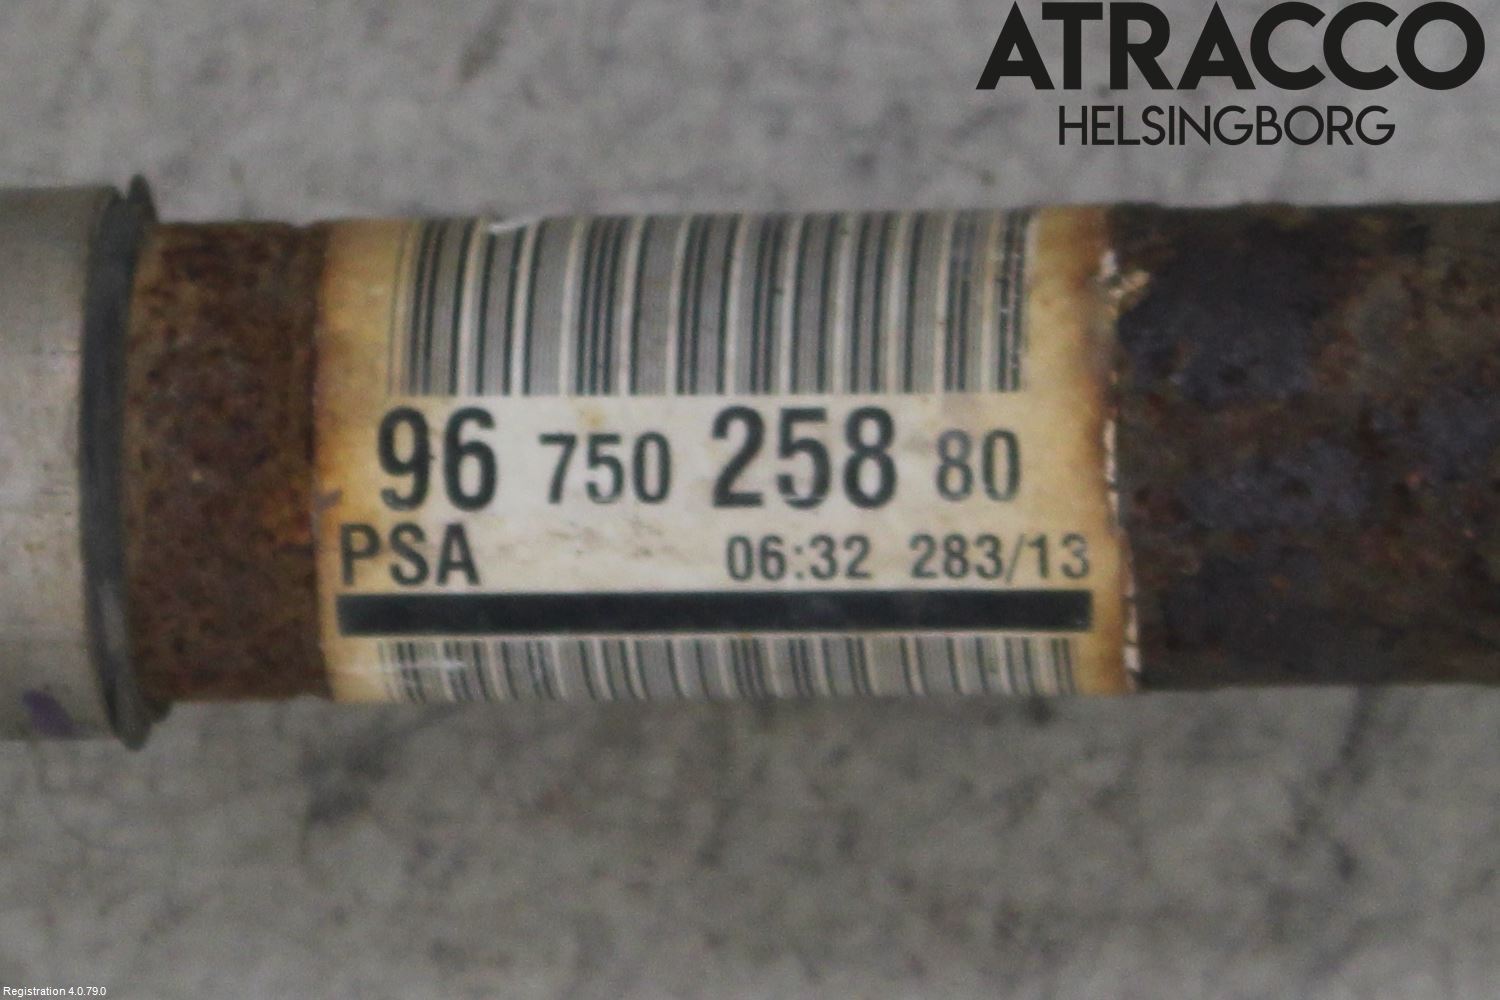 ATRACCO
HELSINGBORG
96 750 258 80
PSA 06:32 283/13
Registration 4.0.79.0